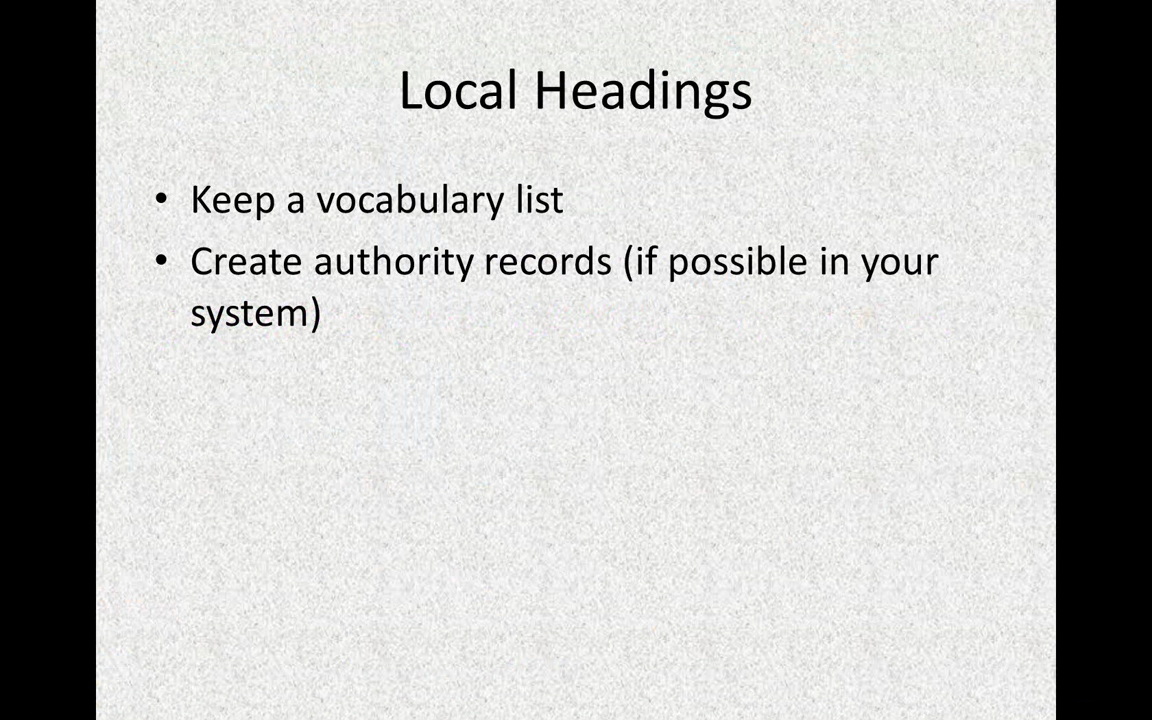 Local Headings
• Keep a vocabulary list
• Create authority records (if possible in your
system)